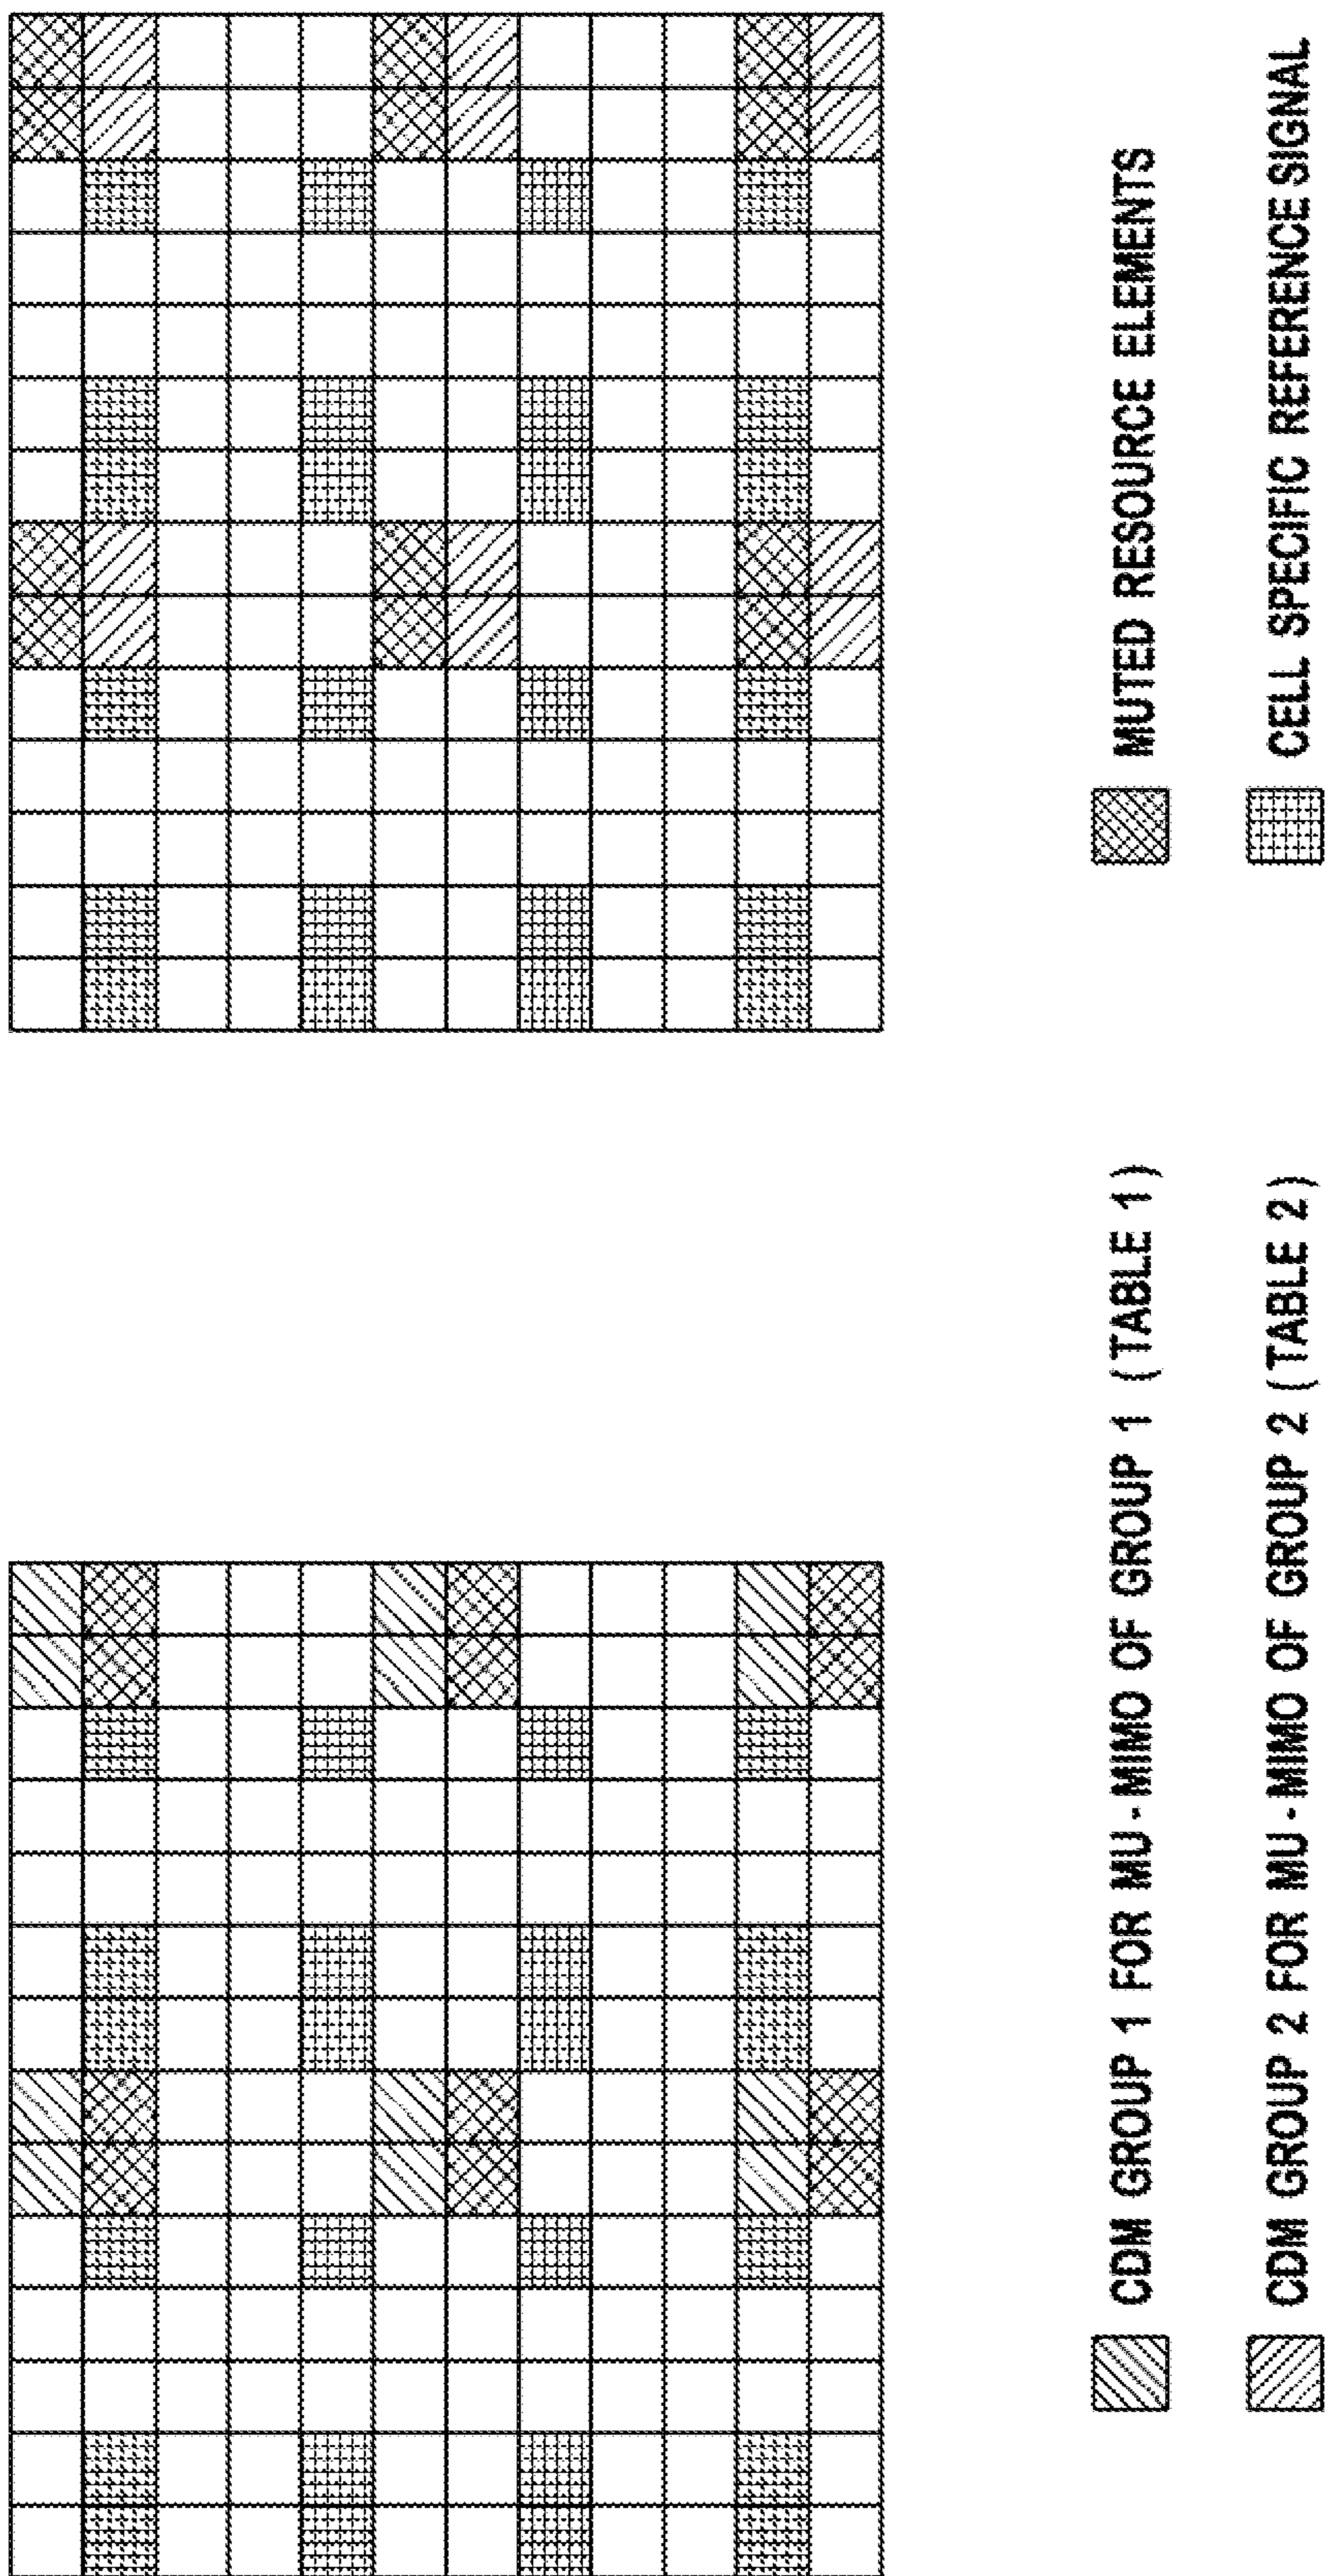 CDM GROUP 1 FOR MU-MIMO OF GROUP 1 (TABLE 1)
CDM GROUP 2 FOR MU-MIMO OF GROUP 2 (TABLE 2)
MUTED RESOURCE ELEMENTS
CELL SPECIFIC REFERENCE SIGNAL